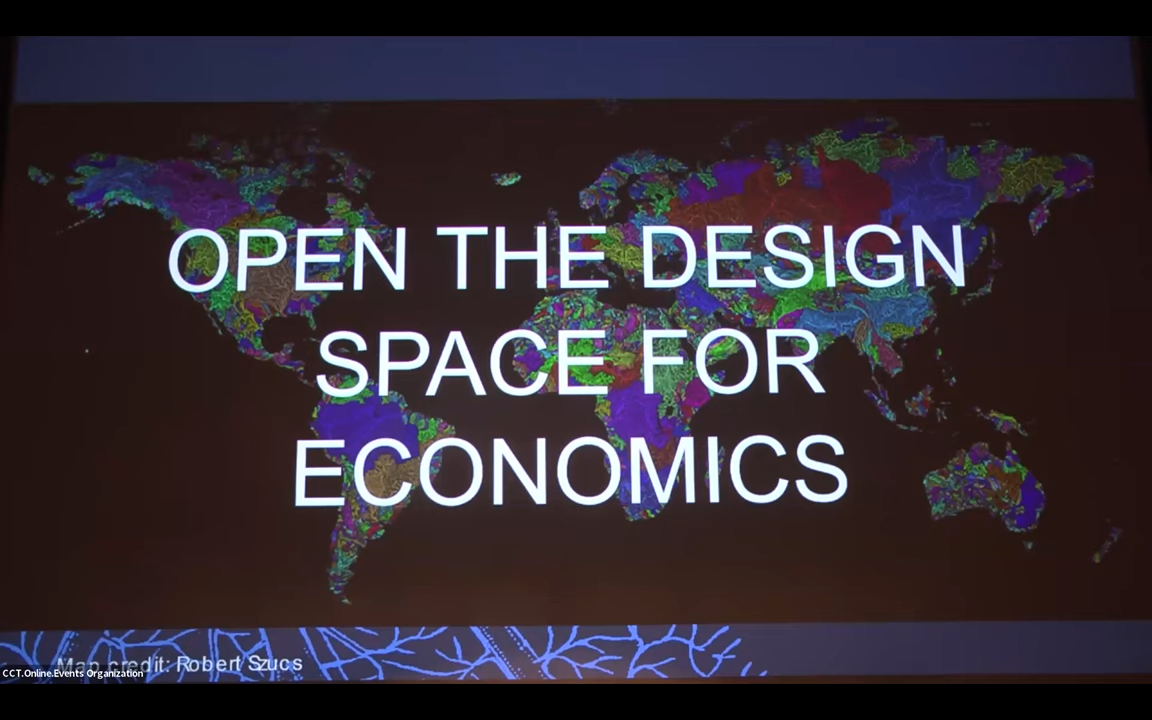 OPEN THE DESIGN
SPACE FOR
ECONOMICS
Map credit: Robert Szucs
CCT.Online.Events Organization